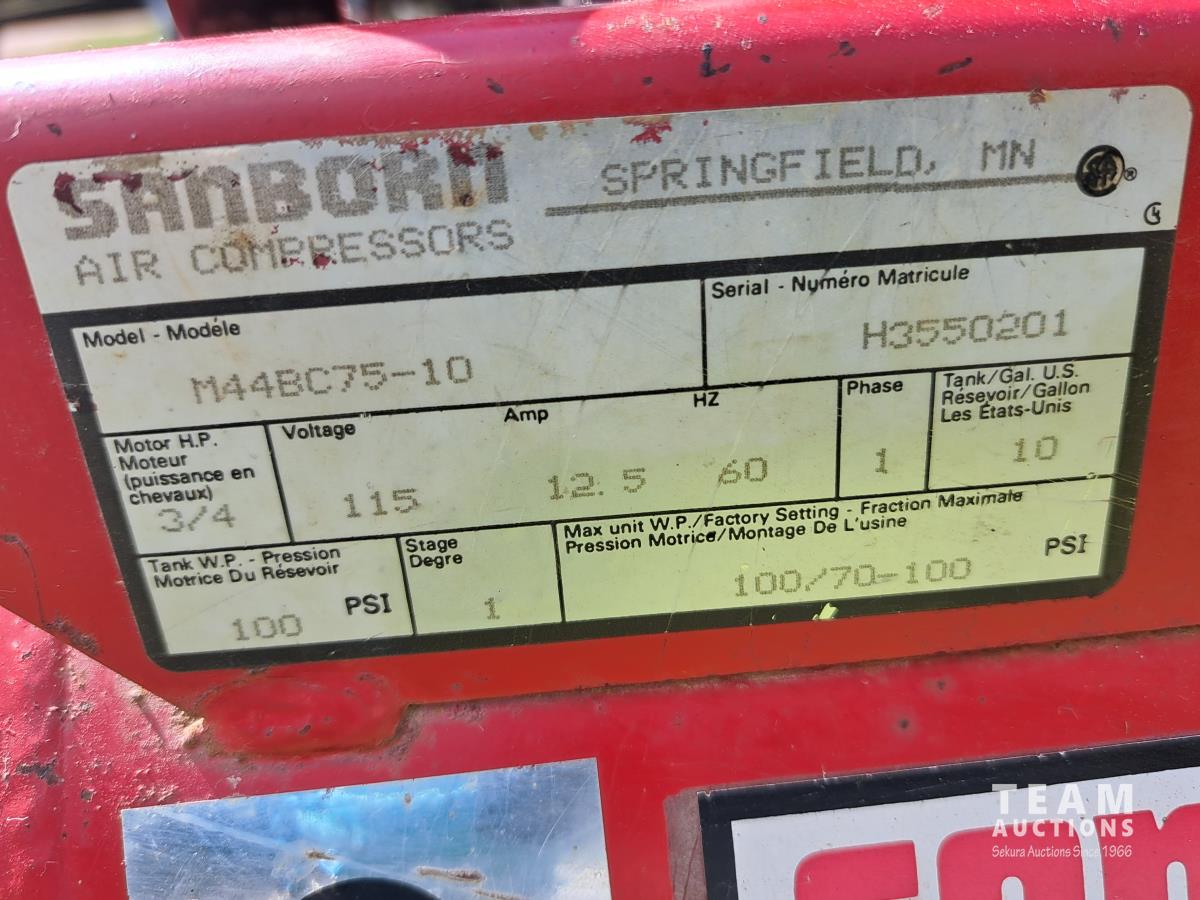 SANBORN
AIR COMPRESSORS
SPRINGFIELD, MN
SA ®
Model - Modéle
M44BC75-10
Serial - Numéro Matricule
H3550201
Motor H.P.
Moteur
(puissance en
chevaux)
3/4
Voltage Amp HZ
115 12.5 60
Phase
1
Tank/Gal. U.S.
Résevoir/Gallon
Les États-Unis
10
Tank W.P. - Pression
Motrice Du Résevoir
100 PSI
Stage
Degre
1
Max unit W.P./Factory Setting - Fraction Maximale
Pression Motrice/Montage De L'usine
100/70-100 PSI
TEAM
AUCTIONS
Sekura Auctions Since 1966